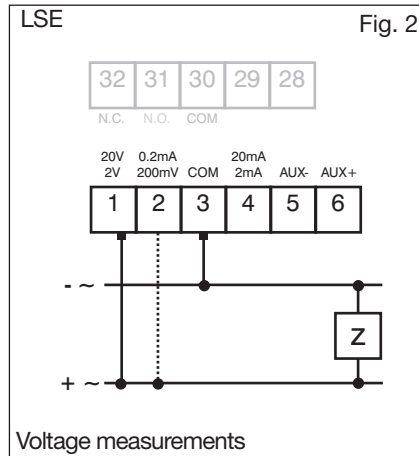 LSE Fig. 2
32 31 30 29 28
N.C. N.O. COM
20V 0.2mA 20mA
2V 200mV COM 2mA AUX- AUX+
1 2 3 4 5 6
- ~
Z
+ ~
Voltage measurements